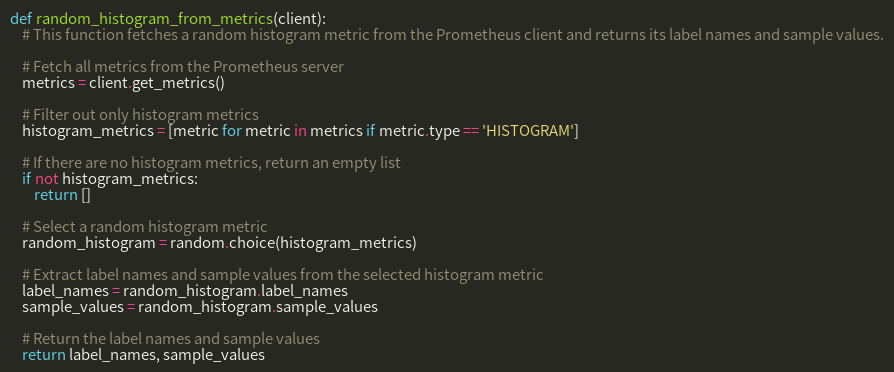 def random_histogram_from_metrics(client):
    # This function fetches a random histogram metric from the Prometheus client and returns its label names and sample values.
    # Fetch all metrics from the Prometheus server
    metrics = client.get_metrics()
    # Filter out only histogram metrics
    histogram_metrics = [metric for metric in metrics if metric.type == 'HISTOGRAM']
    # If there are no histogram metrics, return an empty list
    if not histogram_metrics:
        return []
    # Select a random histogram metric
    random_histogram = random.choice(histogram_metrics)
    # Extract label names and sample values from the selected histogram metric
    label_names = random_histogram.label_names
    sample_values = random_histogram.sample_values
    # Return the label names and sample values
    return label_names, sample_values